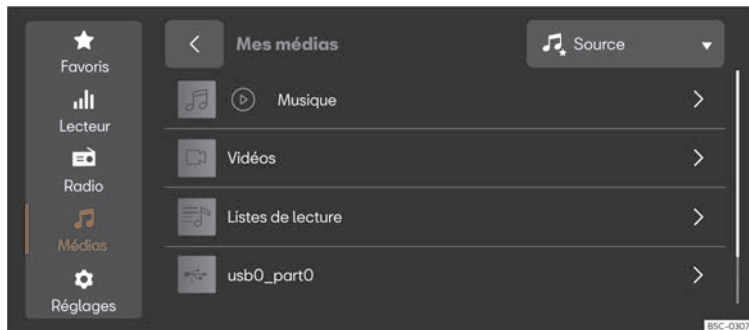 Favoris
Lecteur
Radio
Médias
Réglages
Mes médias
Source
Musique
Vidéos
Listes de lecture
usb0_part0
B5C-0307